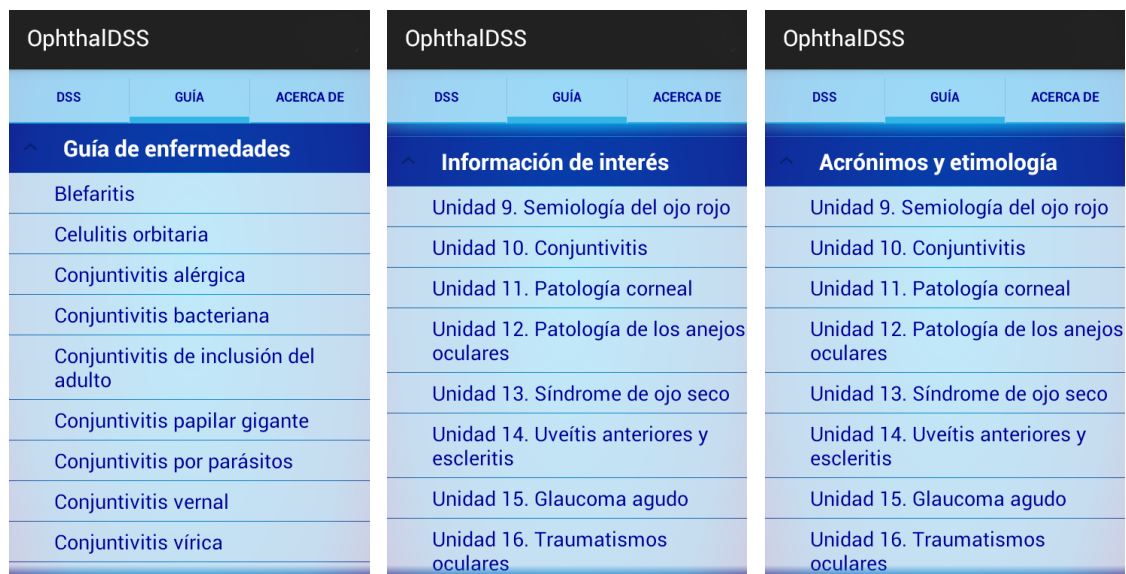 OphthalDSS
DSS
GUÍA
ACERCA DE
Guía de enfermedades
Blefaritis
Celulitis orbitaria
Conjuntivitis alérgica
Conjuntivitis bacteriana
Conjuntivitis de inclusión del
adulto
Conjuntivitis papilar gigante
Conjuntivitis por parásitos
Conjuntivitis vernal
Conjuntivitis vírica
OphthalDSS
DSS
GUÍA
ACERCA DE
Información de interés
Unidad 9. Semiología del ojo rojo
Unidad 10. Conjuntivitis
Unidad 11. Patología corneal
Unidad 12. Patología de los anejos
oculares
Unidad 13. Síndrome de ojo seco
Unidad 14. Uveítis anteriores y
escleritis
Unidad 15. Glaucoma agudo
Unidad 16. Traumatismos
oculares
OphthalDSS
DSS
GUÍA
ACERCA DE
Acrónimos y etimología
Unidad 9. Semiología del ojo rojo
Unidad 10. Conjuntivitis
Unidad 11. Patología corneal
Unidad 12. Patología de los anejos
oculares
Unidad 13. Síndrome de ojo seco
Unidad 14. Uveítis anteriores y
escleritis
Unidad 15. Glaucoma agudo
Unidad 16. Traumatismos
oculares